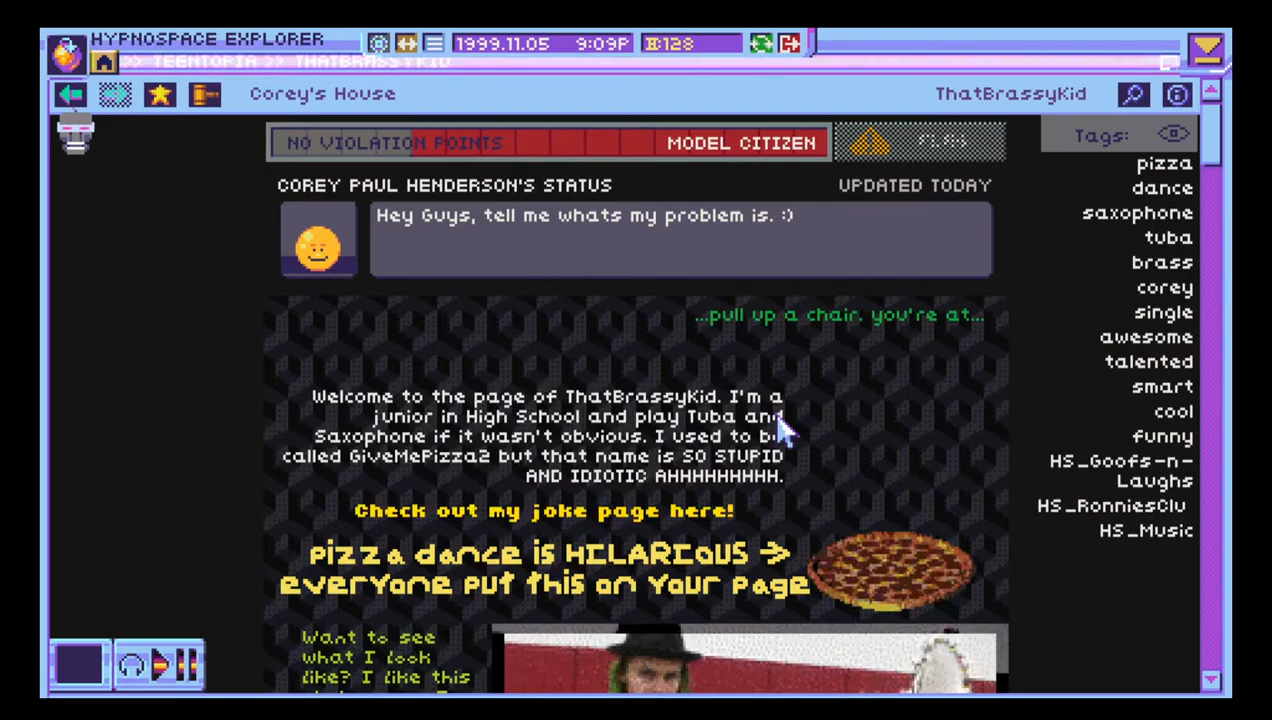 HYPNOSPACE EXPLORER
1999.11.05 9:09P
128
>> TEENTOPIA >> THATBRASSYKID
Corey's House
ThatBrassyKid
NO VIOLATION POINTS
MODEL CITIZEN
Tags:
COREY PAUL HENDERSON'S STATUS
UPDATED TODAY
Hey Guys, tell me whats my problem is. :)
pizza
dance
saxophone
tuba
brass
corey
single
awesome
talented
smart
cool
funny
HS_Goofs-n-
Laughs
HS_RonniesClu
HS_Music
...pull up a chair. you're at...
Welcome to the page of ThatBrassyKid. I'm a
junior in High School and play Tuba and
Saxophone if it wasn't obvious. I used to be
called GiveMePizza2 but that name is SO STUPID
AND IDIOTIC AHHHHHHHHH.
Check out my joke page here!
pizza dance is HILARIOUS ->
everyone put this on your page
Want to see
what I look
like? I like this